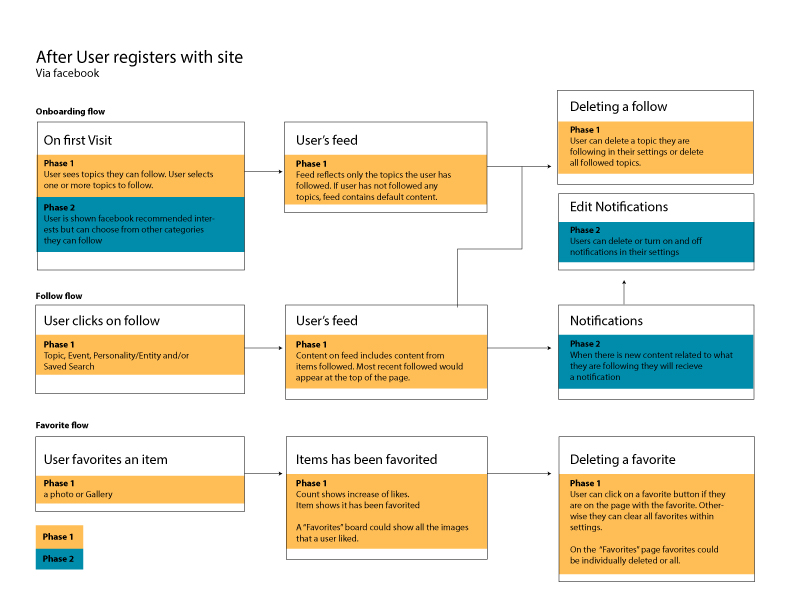 After User registers with site
Via facebook
Onboarding flow
On first Visit
Phase 1
User sees topics they can follow. User selects
one or more topics to follow.
Phase 2
User is shown facebook recommended inter-
ests but can choose from other categories
they can follow
User's feed
Phase 1
Feed reflects only the topics the user has
followed. If user has not followed any
topics, feed contains default content.
Deleting a follow
Phase 1
User can delete a topic they are
following in their settings or delete
all followed topics.
Edit Notifications
Phase 2
Users can delete or turn on and off
notifications in their settings
Follow flow
User clicks on follow
Phase 1
Topic, Event, Personality/Entity and/or
Saved Search
User's feed
Phase 1
Content on feed includes content from
items followed. Most recent followed would
appear at the top of the page.
Notifications
Phase 2
When there is new content related to what
they are following they will recieve
a notification
Favorite flow
User favorites an item
Phase 1
a photo or Gallery
Items has been favorited
Phase 1
Count shows increase of likes.
Item shows it has been favorited
A "Favorites" board could show all the images
that a user liked.
Deleting a favorite
Phase 1
User can click on a favorite button if they
are on the page with the favorite. Other-
wise they can clear all favorites within
settings.
On the "Favorites" page favorites could
be individually deleted or all.
Phase 1
Phase 2